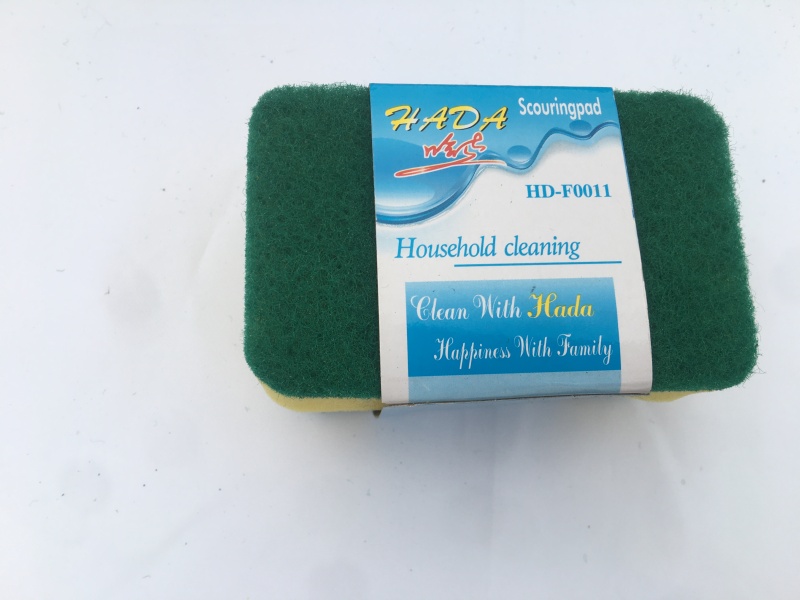 HADA
Scouringpad
HD-F0011
Household cleaning
Clean With Hada
Happiness With Family